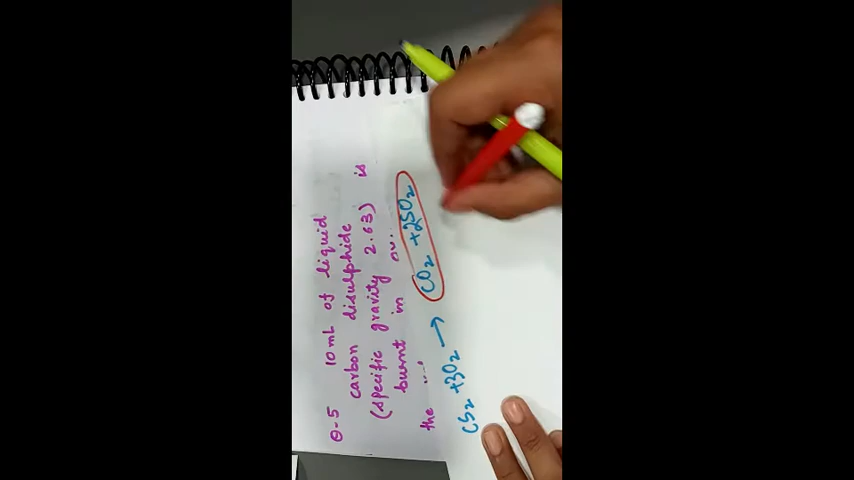 Q-5 10mL of liquid
carbon disulphide
(specific gravity 2.63) is
burnt in
the
CS₂ + 3O₂ → CO₂ + 2SO₂